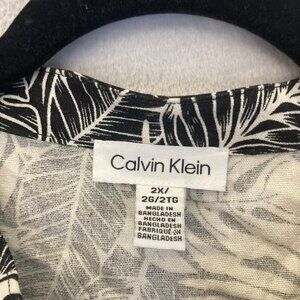 Calvin Klein
2X/
2G/2TG
MADE IN
BANGLADESH
HECHO EN
BANGLADESH
FABRIQUÉ AU
BANGLADESH